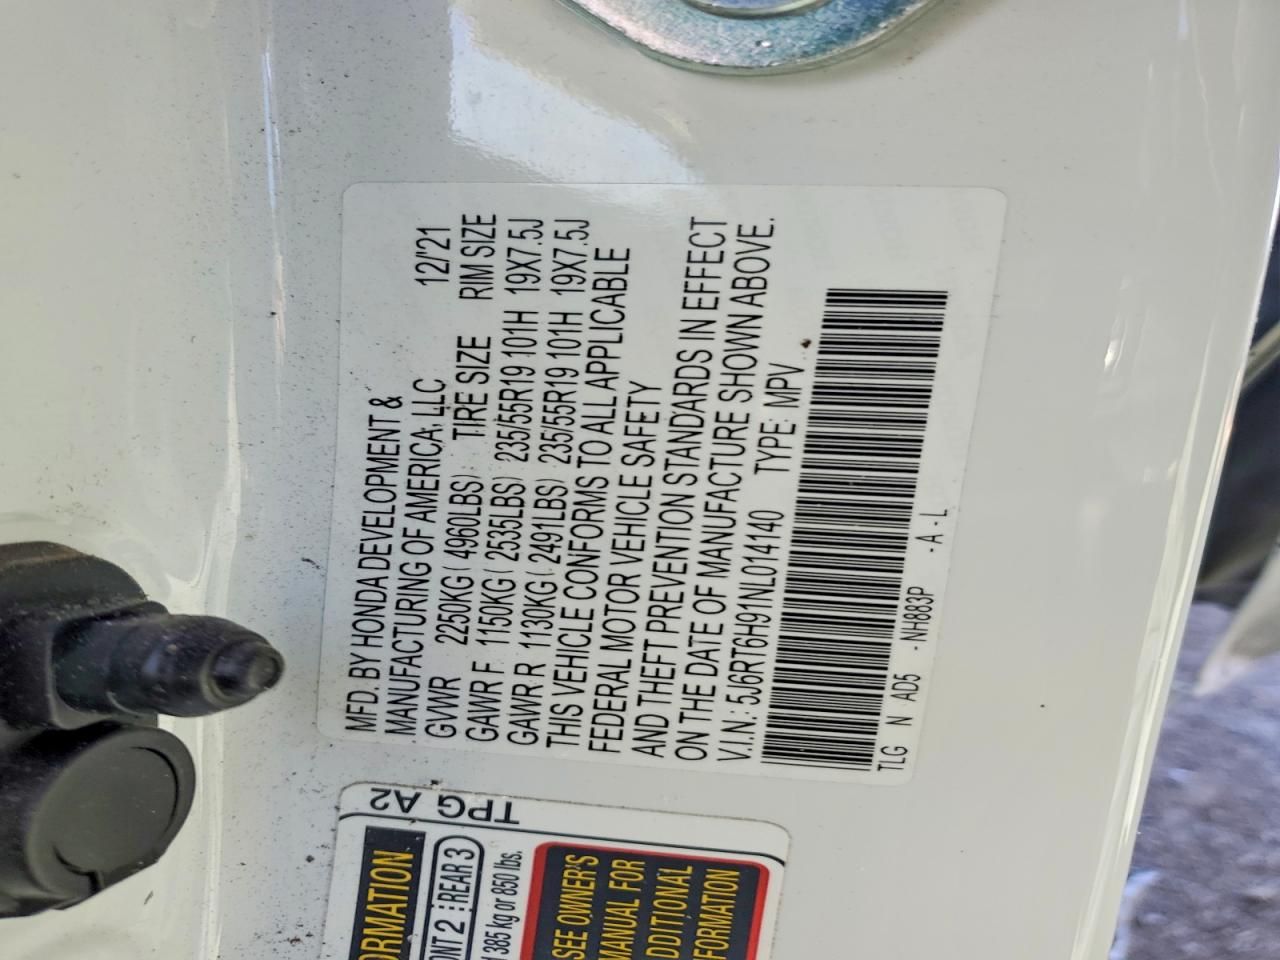 MFD. BY HONDA DEVELOPMENT &
MANUFACTURING OF AMERICA, LLC 12/'21
GVWR 2250KG ( 4960LBS) TIRE SIZE RIM SIZE
GAWR F 1150KG ( 2535LBS) 235/55R19 101H 19X7.5J
GAWR R 1130KG ( 2491LBS) 235/55R19 101H 19X7.5J
THIS VEHICLE CONFORMS TO ALL APPLICABLE
FEDERAL MOTOR VEHICLE SAFETY
AND THEFT PREVENTION STANDARDS IN EFFECT
ON THE DATE OF MANUFACTURE SHOWN ABOVE.
V.I.N.: 5J6RT6H91NL014140 TYPE: MPV
TLG N AD5 -NH883P -A-L
TPG A2
ORMATION
ONT 2 REAR 3
385 kg or 850 lbs.
SEE OWNER'S
MANUAL FOR
DDITIONAL
FORMATION